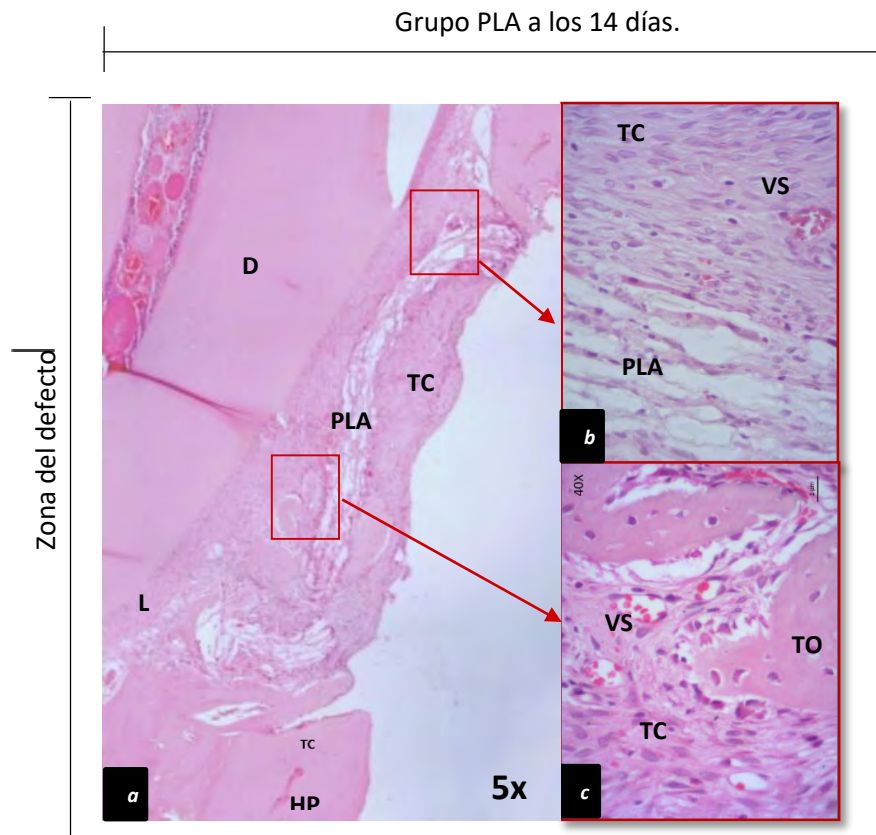 Grupo PLA a los 14 días.
Zona del defecto
D
TC
PLA
L
TC
HP
5x
a
TC
VS
PLA
b
40X
VS
TO
TC
c